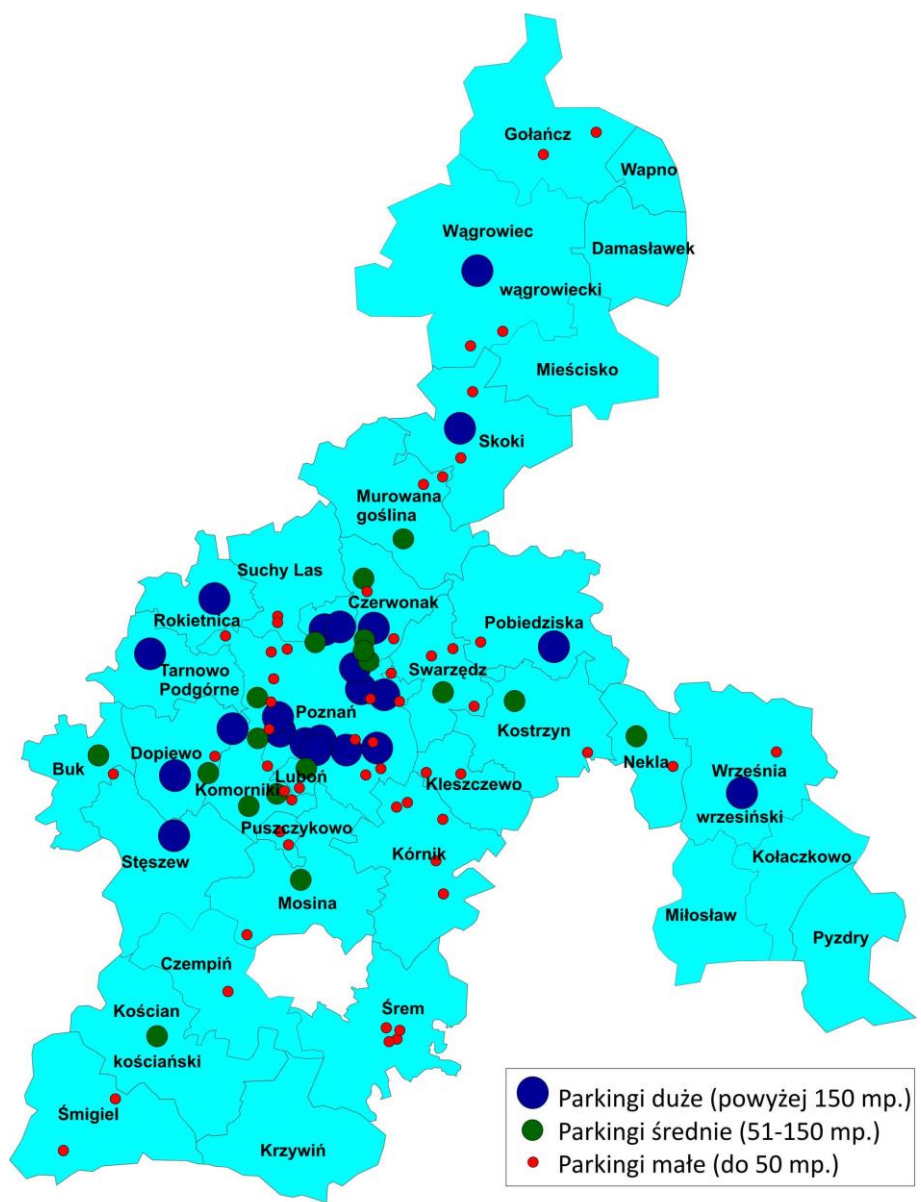 Gołańcz
Wapno
Wągrowiec
Damasławek
wągrowiecki
Mieścisko
Skoki
Murowana
goślina
Suchy Las
Czerwonak
Rokietnica
Pobiedziska
Tarnowo
Podgórne
Swarzędz
Poznań
Kostrzyn
Buk
Dopiewo
Komorniki
Luboń
Kleszczewo
Nekla
Września
wrzesiński
Puszczykowo
Stęszew
Kórnik
Kołaczkowo
Mosina
Miłosław
Pyzdry
Czempiń
Kościan
kościański
Śrem
Śmigiel
Krzywiń
Parkingi duże (powyżej 150 mp.)
Parkingi średnie (51-150 mp.)
Parkingi małe (do 50 mp.)